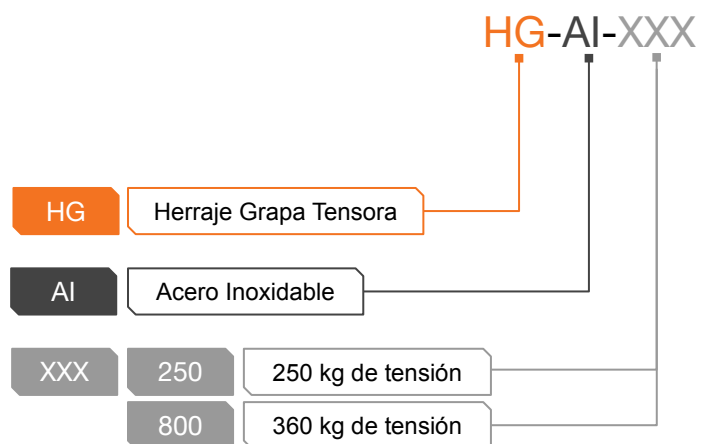 HG-AI-XXX
HG Herraje Grapa Tensora
AI Acero Inoxidable
XXX 250 250 kg de tensión
800 360 kg de tensión